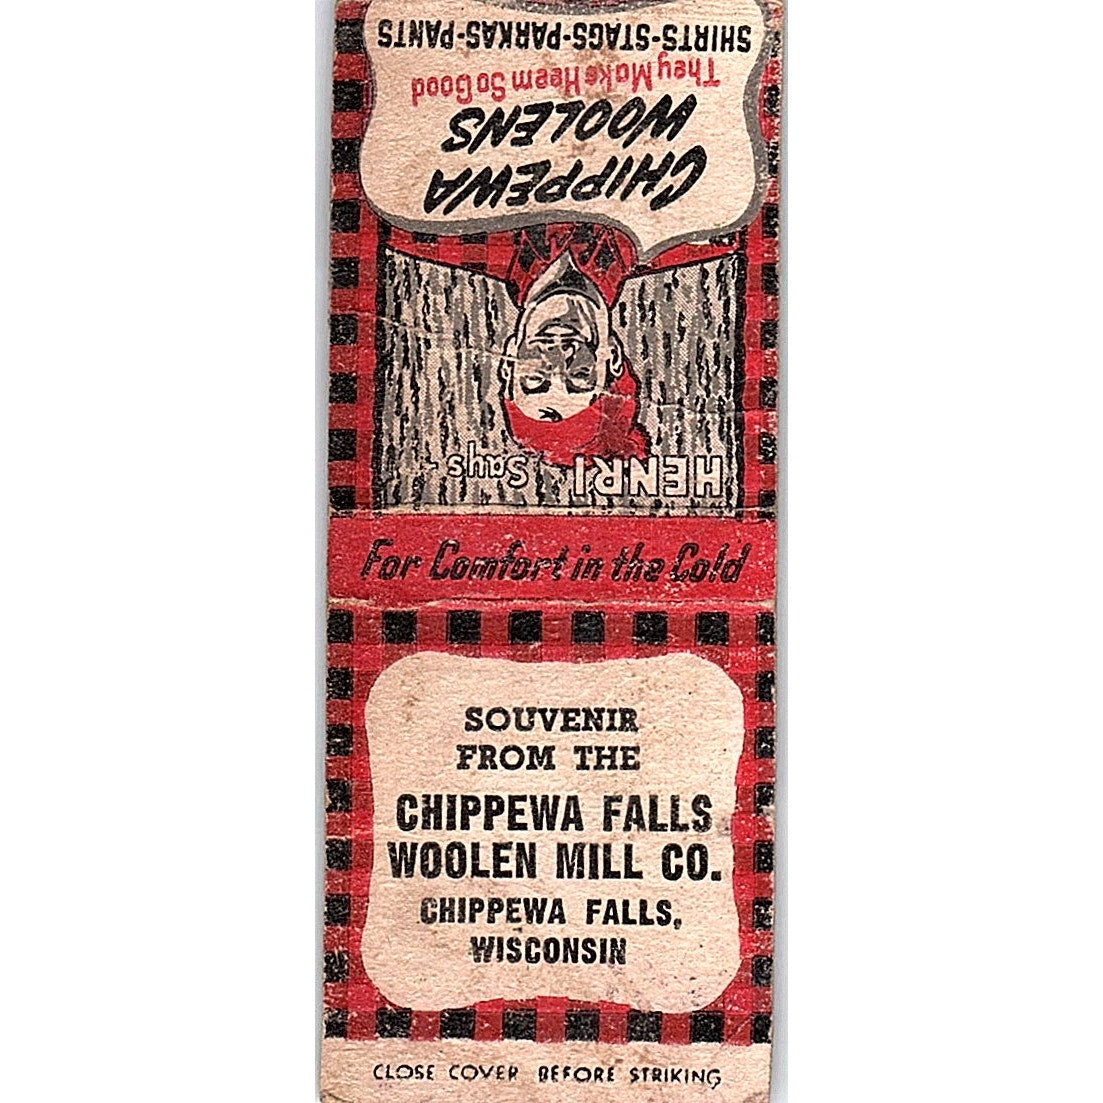 HENRI Says -
CHIPPEWA
WOOLENS
They Make Heem So Good
SHIRTS-STAGS-PARKAS-PANTS
For Comfort in the Cold
SOUVENIR
FROM THE
CHIPPEWA FALLS
WOOLEN MILL CO.
CHIPPEWA FALLS,
WISCONSIN
CLOSE COVER BEFORE STRIKING